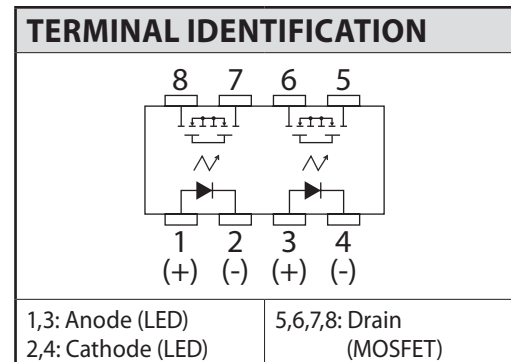 TERMINAL IDENTIFICATION
8 7 6 5
1 2 3 4
(+) (-) (+) (-)
1,3: Anode (LED)
2,4: Cathode (LED)
5,6,7,8: Drain
(MOSFET)